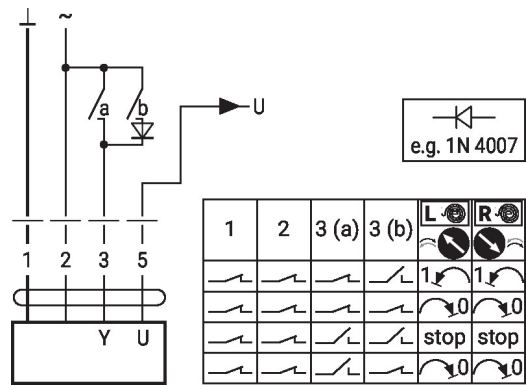 ⊥ ~
a b
U
e.g. 1N 4007
1 2 3 5
Y U
1 2 3 (a) 3 (b) L R
1 1
0 0
stop stop
0 0